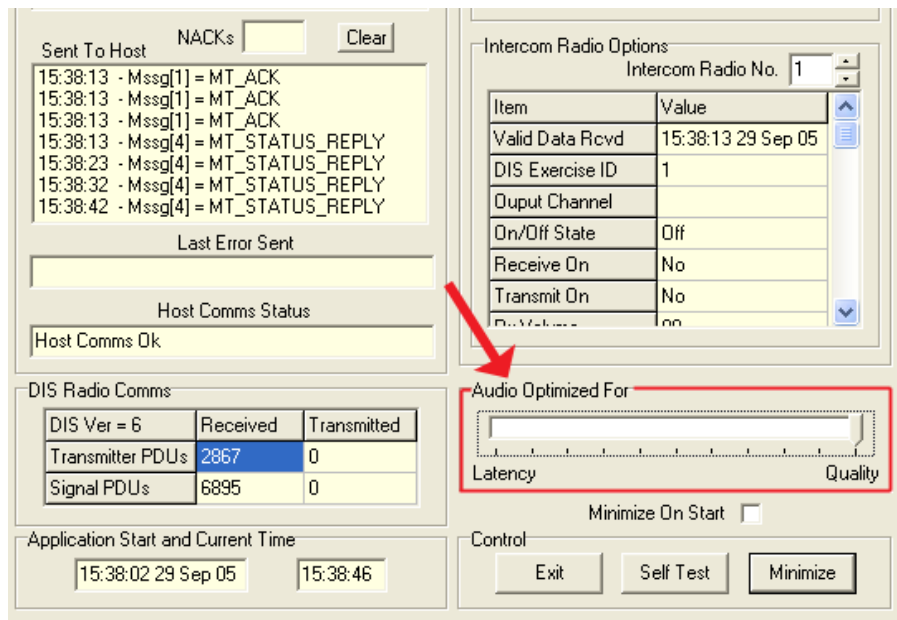 NACKs
Clear
Sent To Host
15:38:13 - Mssg[1] = MT_ACK
15:38:13 - Mssg[1] = MT_ACK
15:38:13 - Mssg[1] = MT_ACK
15:38:13 - Mssg[4] = MT_STATUS_REPLY
15:38:23 - Mssg[4] = MT_STATUS_REPLY
15:38:32 - Mssg[4] = MT_STATUS_REPLY
15:38:42 - Mssg[4] = MT_STATUS_REPLY
Last Error Sent
Host Comms Status
Host Comms Ok
DIS Radio Comms
DIS Ver = 6 Received Transmitted
Transmitter PDUs 2867 0
Signal PDUs 6895 0
Application Start and Current Time
15:38:02 29 Sep 05 15:38:46
Intercom Radio Options
Intercom Radio No. 1
Item Value
Valid Data Rcvd 15:38:13 29 Sep 05
DIS Exercise ID 1
Ouput Channel
On/Off State Off
Receive On No
Transmit On No
Audio Optimized For
Latency Quality
Minimize On Start
Control
Exit Self Test Minimize